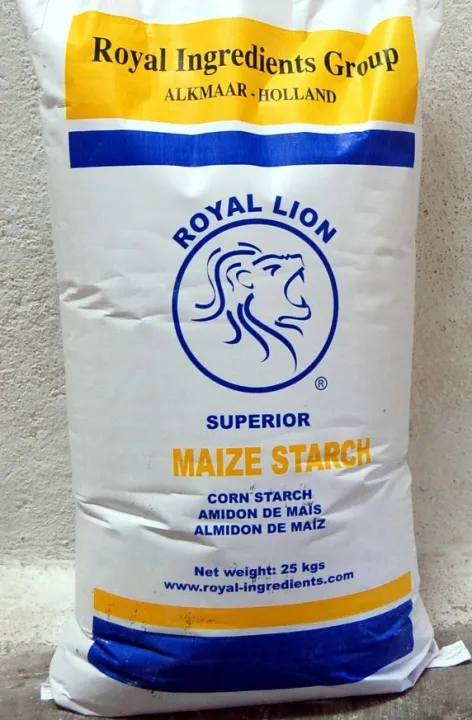 Royal Ingredients Group
ALKMAAR - HOLLAND
ROYAL LION
®
SUPERIOR
MAIZE STARCH
CORN STARCH
AMIDON DE MAÏS
ALMIDON DE MAÍZ
Net weight: 25 kgs
www.royal-ingredients.com